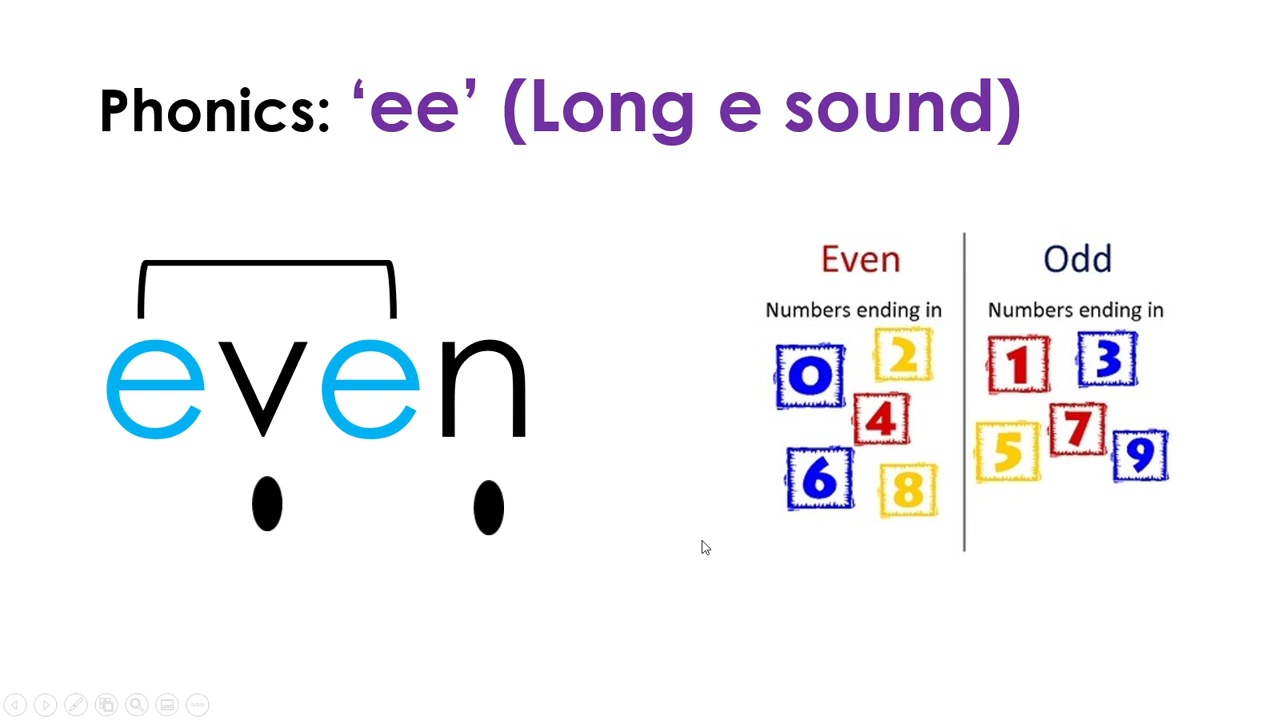 Phonics: ‘ee’ (Long e sound)
even
Even
Numbers ending in
0 2
4
6 8
Odd
Numbers ending in
1 3
5 7 9